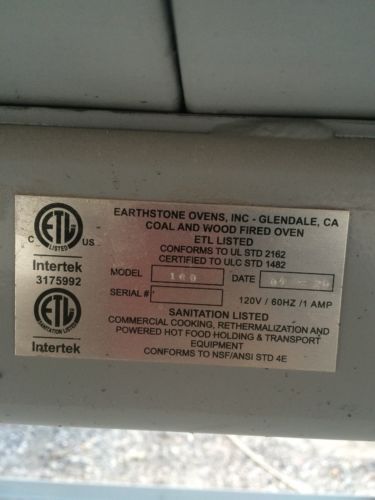 EARTHSTONE OVENS, INC - GLENDALE, CA
COAL AND WOOD FIRED OVEN
ETL LISTED
CONFORMS TO UL STD 2162
CERTIFIED TO ULC STD 1482
C ETL US
LISTED
Intertek
3175992
MODEL 160 DATE
SERIAL#
120V / 60HZ / 1 AMP
ETL
SANITATION LISTED
Intertek
SANITATION LISTED
COMMERCIAL COOKING, RETHERMALIZATION AND
POWERED HOT FOOD HOLDING & TRANSPORT
EQUIPMENT
CONFORMS TO NSF/ANSI STD 4E